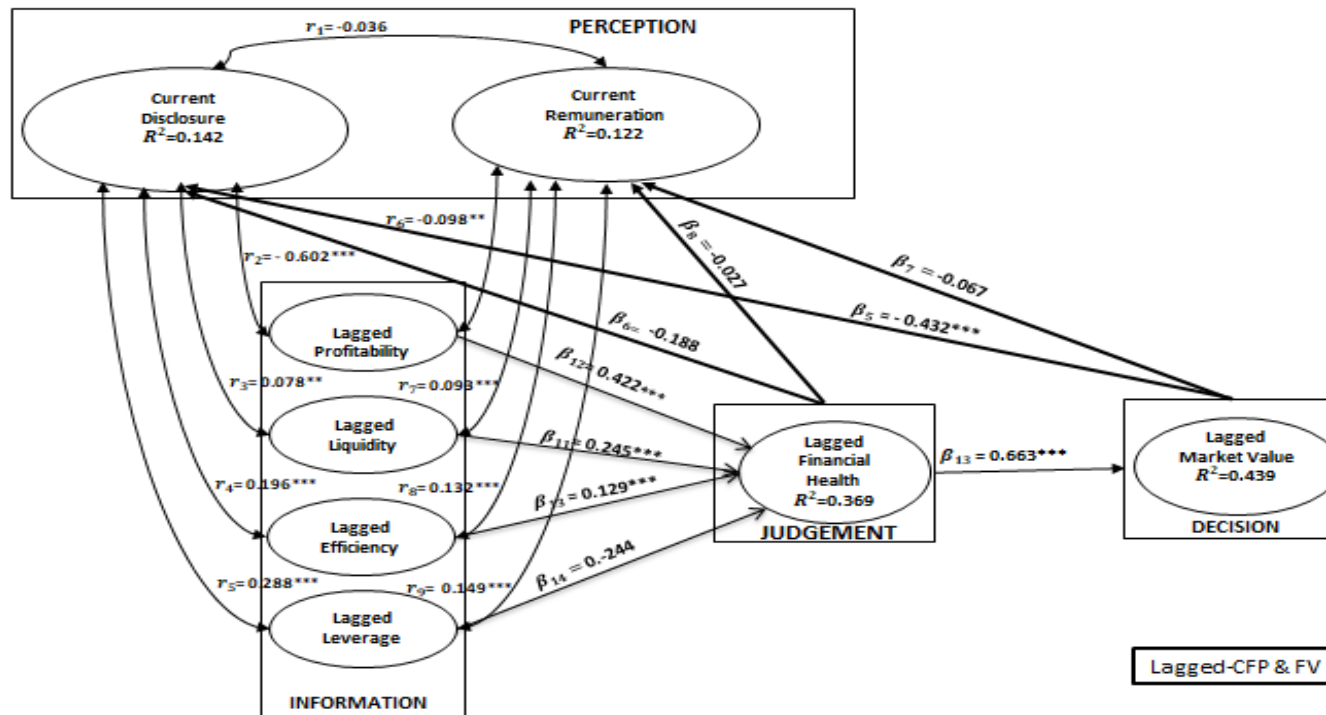 r₁= -0.036
PERCEPTION
Current
Disclosure
R²=0.142
Current
Remuneration
R²=0.122
r₆= -0.098**
r₂= - 0.602***
β₈ = -0.027
β₇ = -0.067
β₅ = - 0.432***
β₆= -0.188
Lagged
Profitability
β₁₂= 0.422***
r₃= 0.078**
r₇= 0.093***
Lagged
Liquidity
β₁₁= 0.245***
Lagged
Financial
Health
R²=0.369
JUDGEMENT
β₁₃ = 0.663***
Lagged
Market Value
R²=0.439
DECISION
r₄= 0.196***
r₈= 0.132***
β₁₃ = 0.129***
Lagged
Efficiency
β₁₄ = 0.-244
r₅= 0.288***
r₉= 0.149***
Lagged
Leverage
INFORMATION
Lagged-CFP & FV